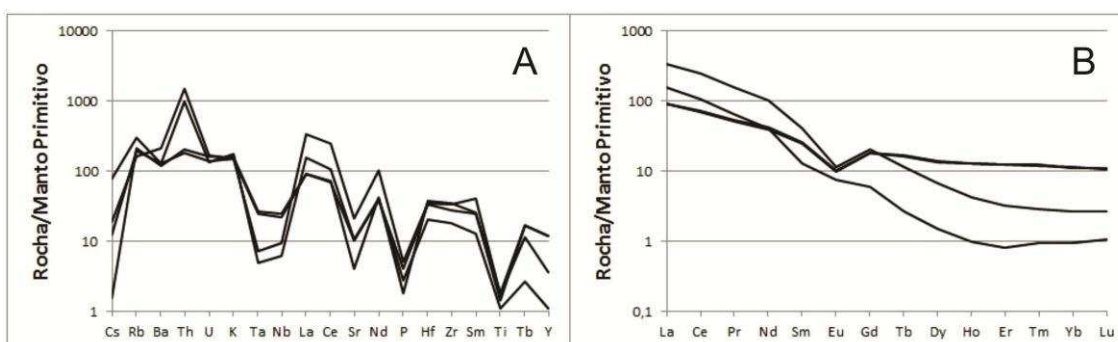 A
Rocha/Manto Primitivo
10000
1000
100
10
1
Cs Rb Ba Th U K Ta Nb La Ce Sr Nd P Hf Zr Sm Ti Tb Y
B
Rocha/Manto Primitivo
1000
100
10
1
0,1
La Ce Pr Nd Sm Eu Gd Tb Dy Ho Er Tm Yb Lu